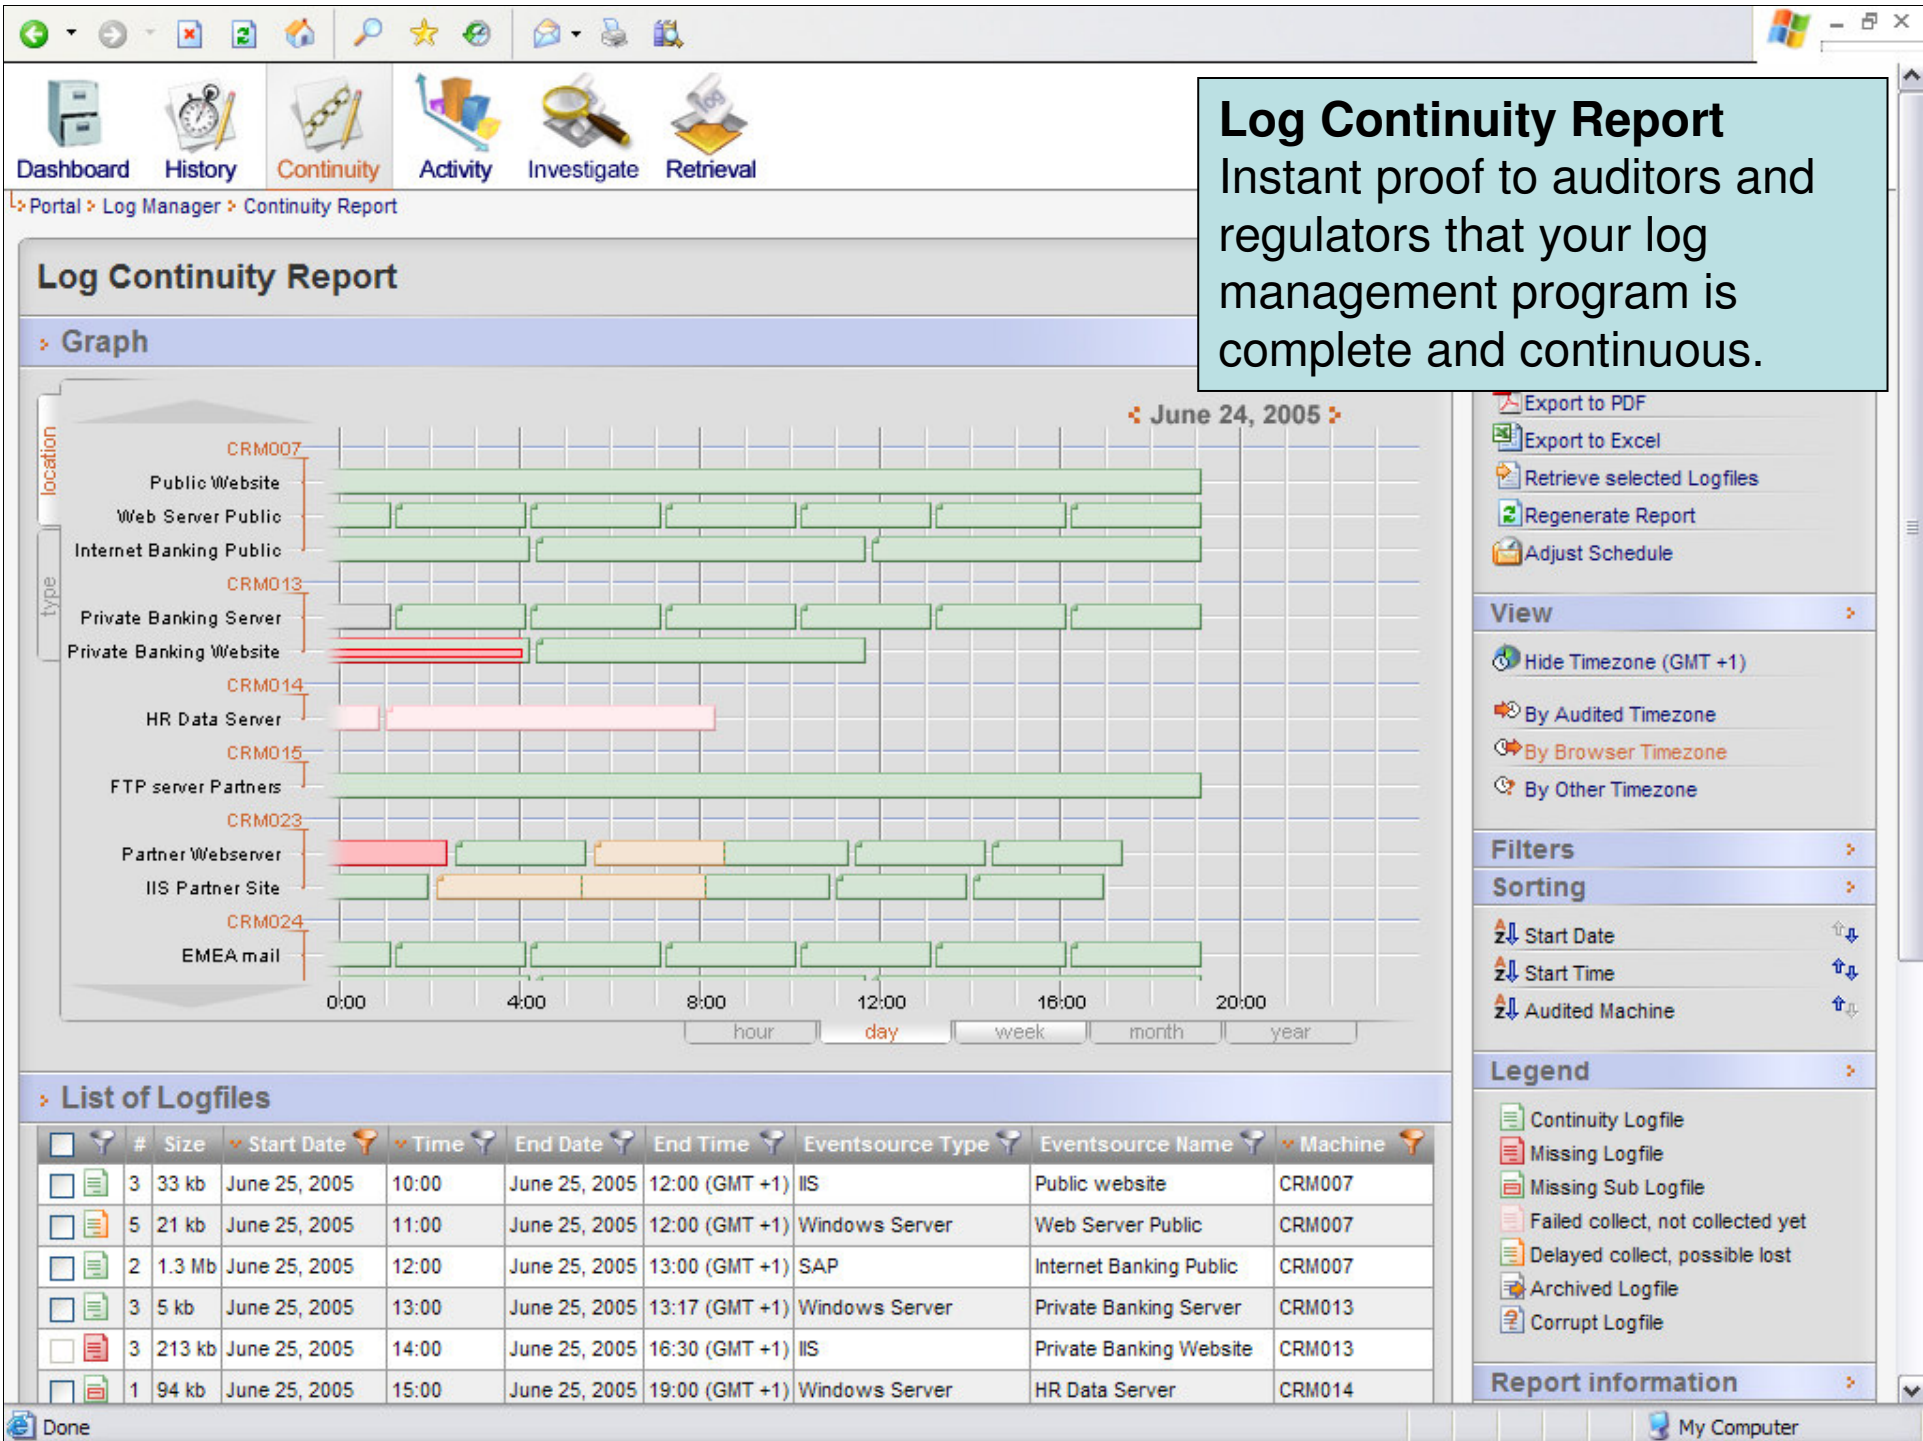 Dashboard
History
Continuity
Activity
Investigate
Retrieval
Log Continuity Report
Instant proof to auditors and
regulators that your log
management program is
complete and continuous.
Portal > Log Manager > Continuity Report
Log Continuity Report
Graph
location
type
June 24, 2005
CRM007
Public Website
Web Server Public
Internet Banking Public
CRM013
Private Banking Server
Private Banking Website
CRM014
HR Data Server
CRM015
FTP server Partners
CRM023
Partner Webserver
IIS Partner Site
CRM024
EMEA mail
0:00 4:00 8:00 12:00 16:00 20:00
hour day week month year
Export to PDF
Export to Excel
Retrieve selected Logfiles
Regenerate Report
Adjust Schedule
View
Hide Timezone (GMT +1)
By Audited Timezone
By Browser Timezone
By Other Timezone
Filters
Sorting
Start Date
Start Time
Audited Machine
Legend
Continuity Logfile
Missing Logfile
Missing Sub Logfile
Failed collect, not collected yet
Delayed collect, possible lost
Archived Logfile
Corrupt Logfile
Report information
List of Logfiles
# Size Start Date Time End Date End Time Eventsource Type Eventsource Name Machine
3 33 kb June 25, 2005 10:00 June 25, 2005 12:00 (GMT +1) IIS Public website CRM007
5 21 kb June 25, 2005 11:00 June 25, 2005 12:00 (GMT +1) Windows Server Web Server Public CRM007
2 1.3 Mb June 25, 2005 12:00 June 25, 2005 13:00 (GMT +1) SAP Internet Banking Public CRM007
3 5 kb June 25, 2005 13:00 June 25, 2005 13:17 (GMT +1) Windows Server Private Banking Server CRM013
3 213 kb June 25, 2005 14:00 June 25, 2005 16:30 (GMT +1) IIS Private Banking Website CRM013
1 94 kb June 25, 2005 15:00 June 25, 2005 19:00 (GMT +1) Windows Server HR Data Server CRM014
Done
My Computer